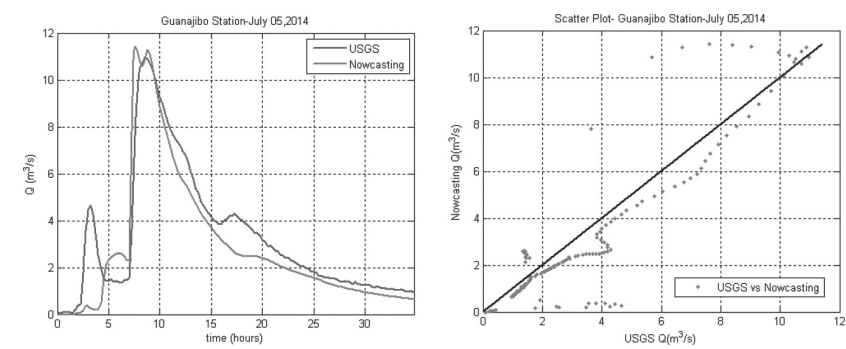 Guanajibo Station-July 05,2014
12
10
8
6
4
2
0
Q (m³/s)
USGS
Nowcasting
0 5 10 15 20 25 30
time (hours)
Scatter Plot- Guanajibo Station-July 05,2014
12
10
8
6
4
2
0
Nowcasting Q(m³/s)
USGS vs Nowcasting
0 2 4 6 8 10 12
USGS Q(m³/s)